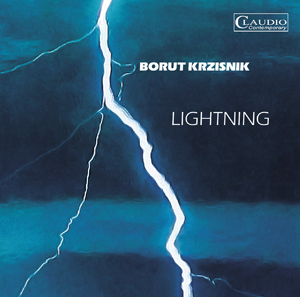 CLAUDIO
Contemporary
BORUT KRZISNIK
LIGHTNING